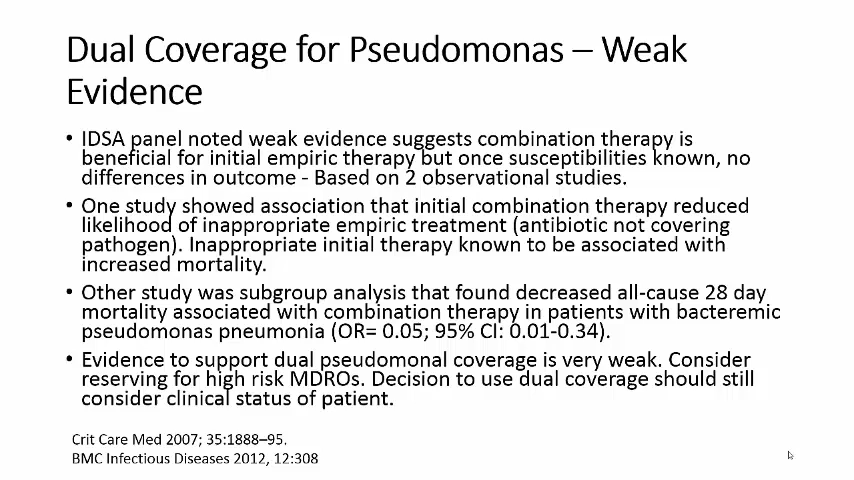 Dual Coverage for Pseudomonas – Weak
Evidence
• IDSA panel noted weak evidence suggests combination therapy is
beneficial for initial empiric therapy but once susceptibilities known, no
differences in outcome - Based on 2 observational studies.
• One study showed association that initial combination therapy reduced
likelihood of inappropriate empiric treatment (antibiotic not covering
pathogen). Inappropriate initial therapy known to be associated with
increased mortality.
• Other study was subgroup analysis that found decreased all-cause 28 day
mortality associated with combination therapy in patients with bacteremic
pseudomonas pneumonia (OR= 0.05; 95% CI: 0.01-0.34).
• Evidence to support dual pseudomonal coverage is very weak. Consider
reserving for high risk MDROs. Decision to use dual coverage should still
consider clinical status of patient.
Crit Care Med 2007; 35:1888–95.
BMC Infectious Diseases 2012, 12:308